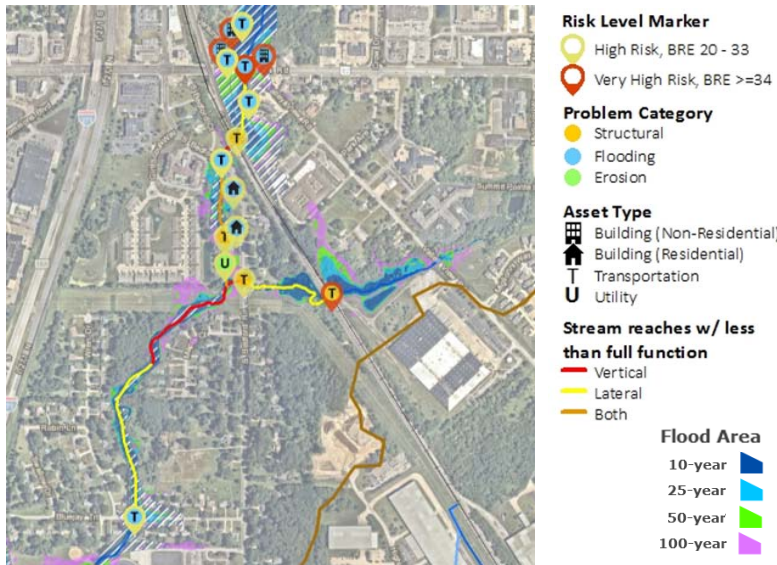 Risk Level Marker
High Risk, BRE 20 - 33
Very High Risk, BRE >=34
Problem Category
Structural
Flooding
Erosion
Asset Type
Building (Non-Residential)
Building (Residential)
T Transportation
U Utility
Stream reaches w/ less
than full function
Vertical
Lateral
Both
Flood Area
10-year
25-year
50-year
100-year
T
T
T
Rd
T
T
T
U
T
T
T